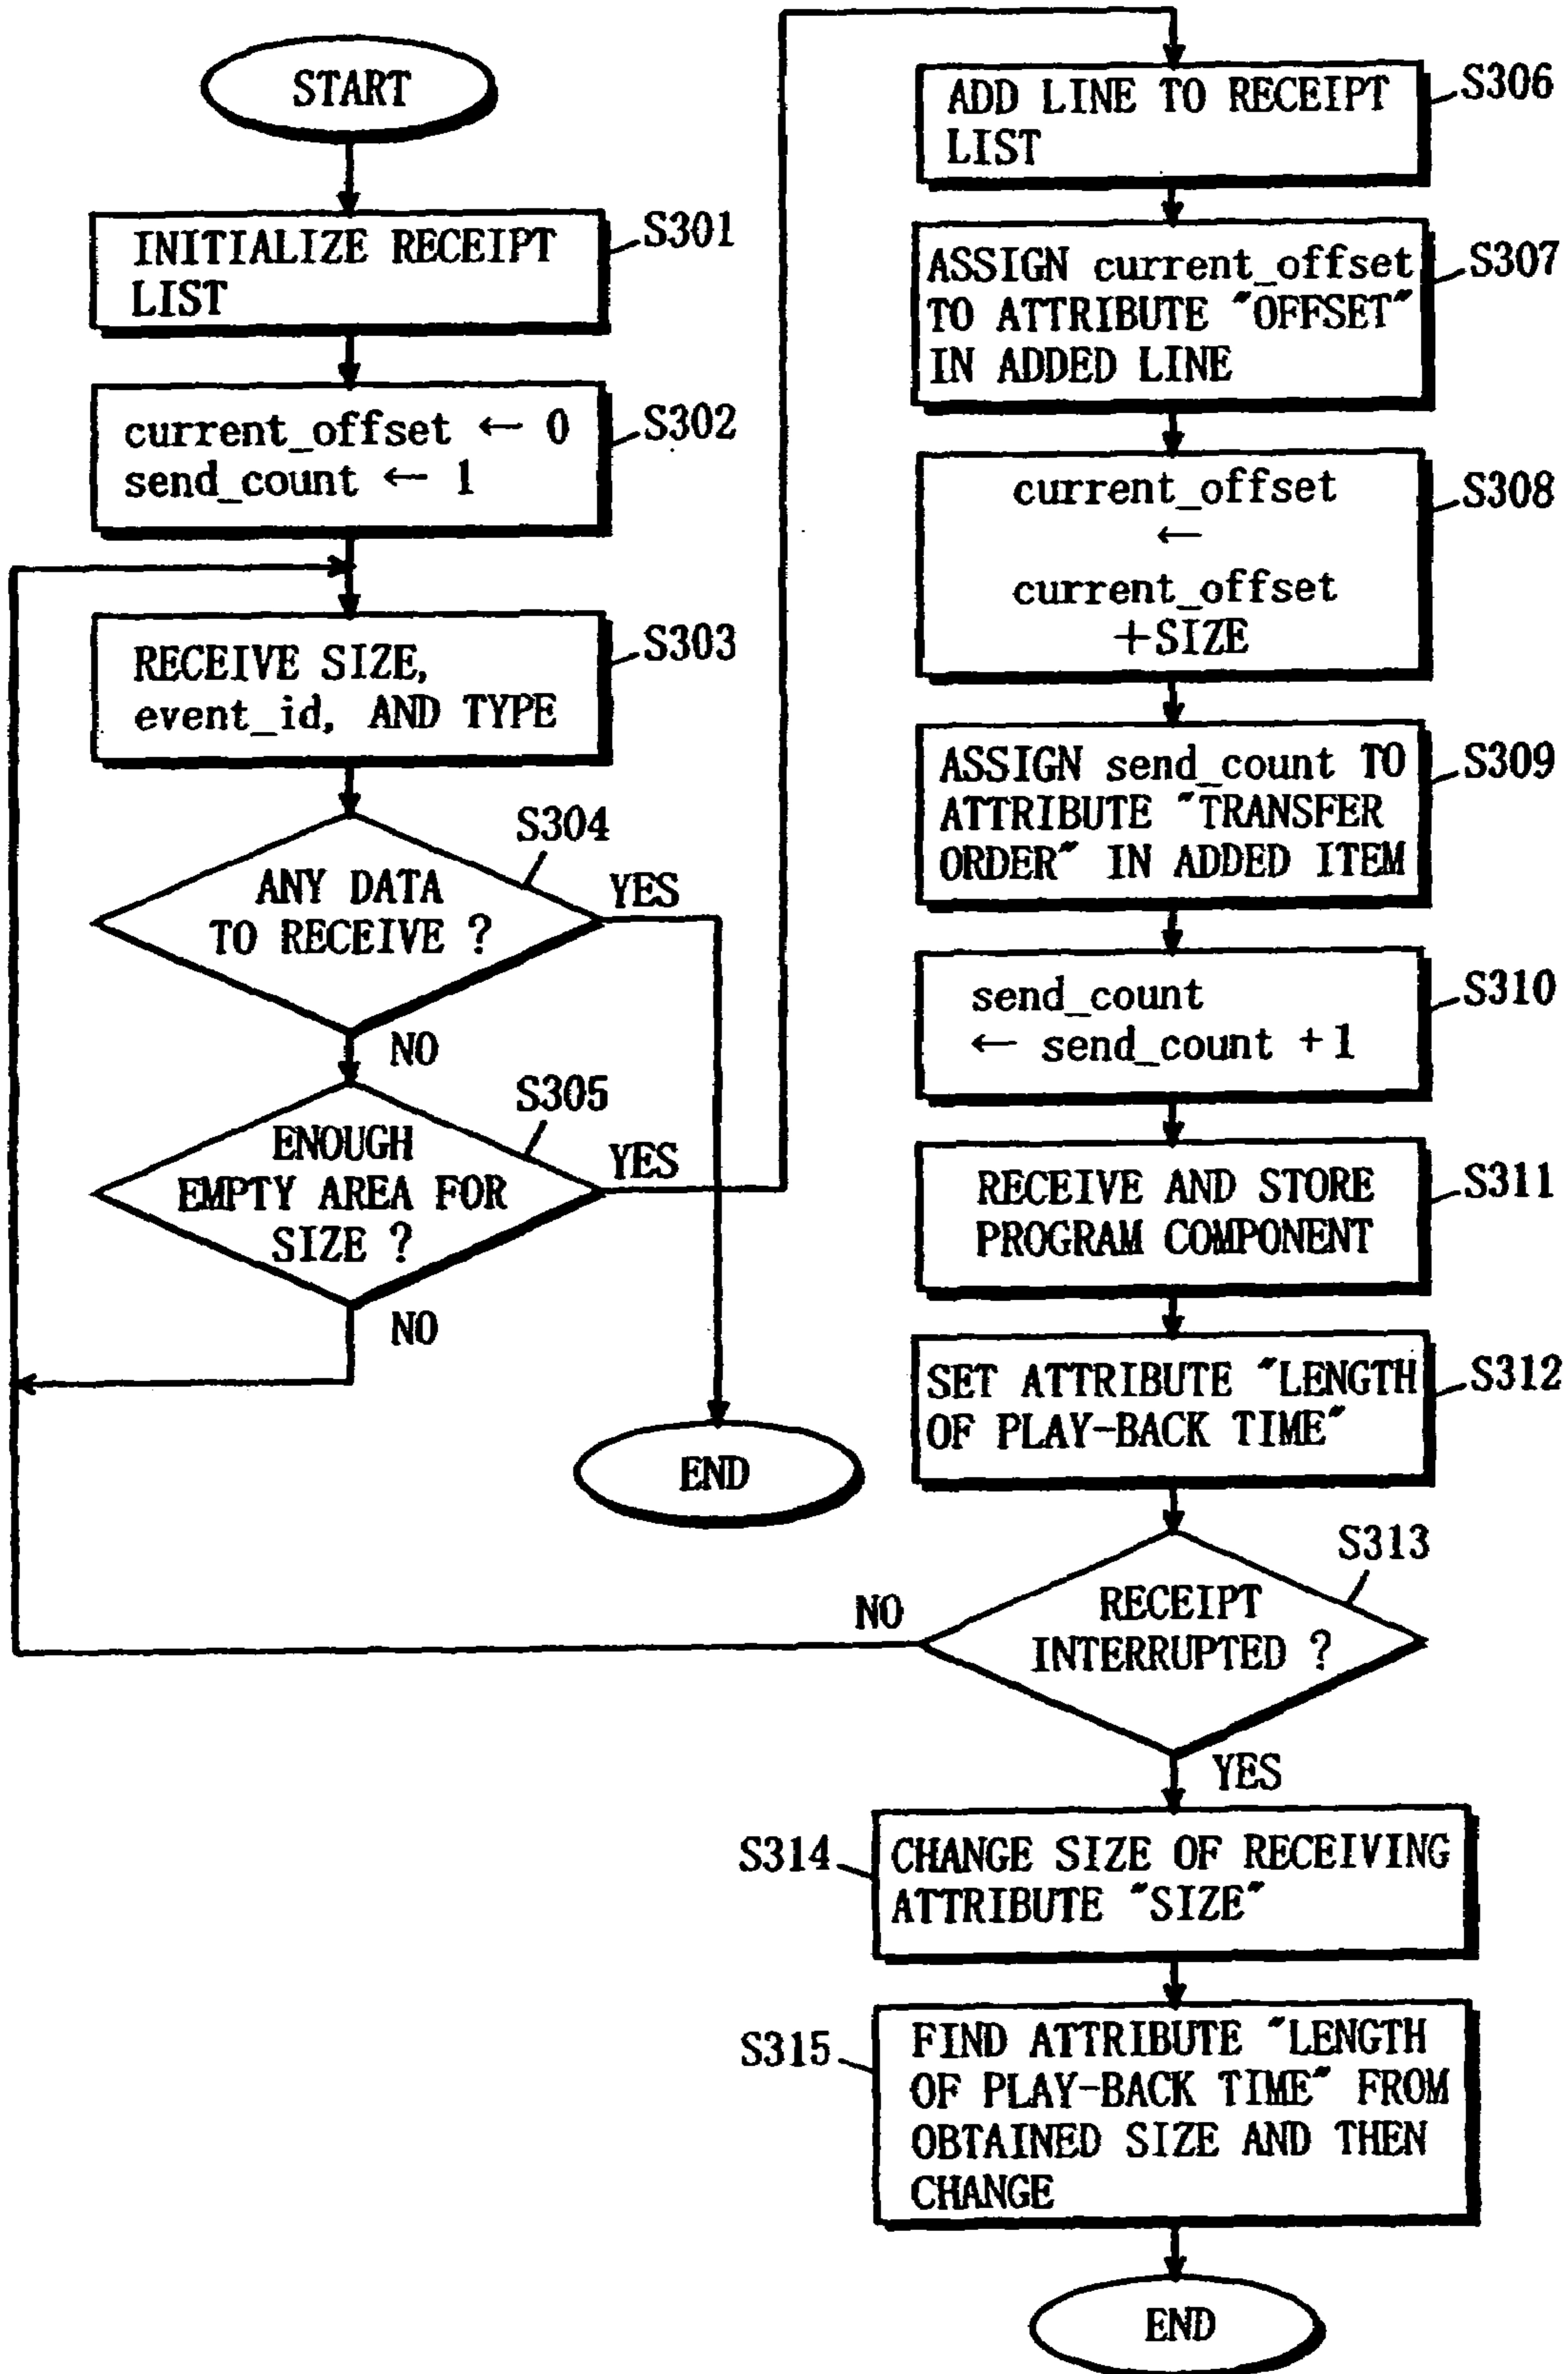 START
INITIALIZE RECEIPT
LIST
S301
current_offset ← 0
send_count ← 1
S302
RECEIVE SIZE,
event_id, AND TYPE
S303
S304
ANY DATA
TO RECEIVE ?
YES
NO
S305
ENOUGH
EMPTY AREA FOR
SIZE ?
YES
NO
END
ADD LINE TO RECEIPT
LIST
S306
ASSIGN current_offset
TO ATTRIBUTE "OFFSET"
IN ADDED LINE
S307
current_offset
←
current_offset
+SIZE
S308
ASSIGN send_count TO
ATTRIBUTE "TRANSFER
ORDER" IN ADDED ITEM
S309
send_count
← send_count +1
S310
RECEIVE AND STORE
PROGRAM COMPONENT
S311
SET ATTRIBUTE "LENGTH
OF PLAY-BACK TIME"
S312
S313
RECEIPT
INTERRUPTED ?
NO
YES
S314
CHANGE SIZE OF RECEIVING
ATTRIBUTE "SIZE"
S315
FIND ATTRIBUTE "LENGTH
OF PLAY-BACK TIME" FROM
OBTAINED SIZE AND THEN
CHANGE
END